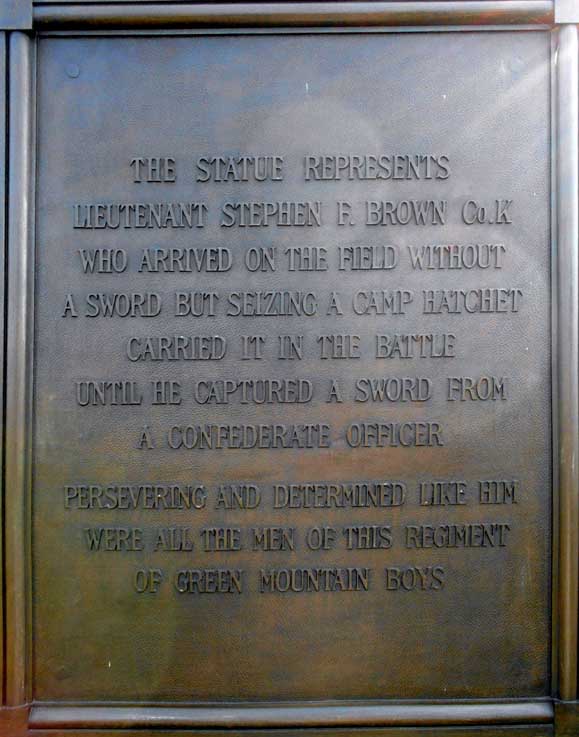 THE STATUE REPRESENTS
LIEUTENANT STEPHEN F. BROWN Co.K
WHO ARRIVED ON THE FIELD WITHOUT
A SWORD BUT SEIZING A CAMP HATCHET
CARRIED IT IN THE BATTLE
UNTIL HE CAPTURED A SWORD FROM
A CONFEDERATE OFFICER
PERSEVERING AND DETERMINED LIKE HIM
WERE ALL THE MEN OF THIS REGIMENT
OF GREEN MOUNTAIN BOYS